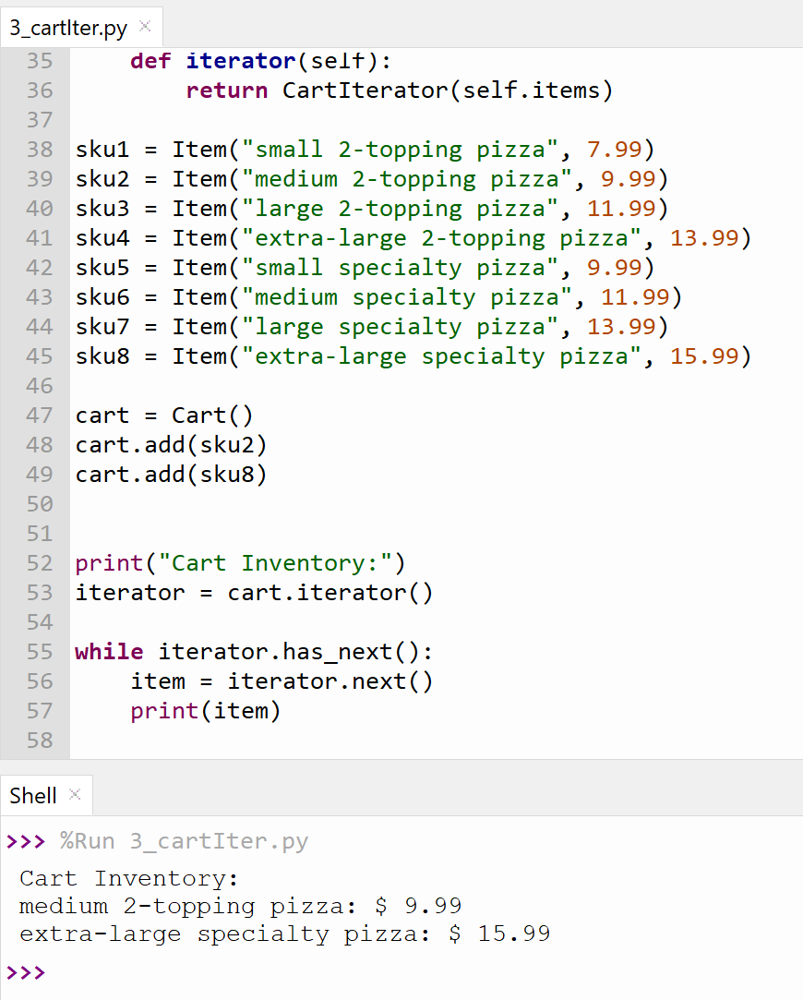 3_cartIter.py ×
35     def iterator(self):
36         return CartIterator(self.items)
37
38 sku1 = Item("small 2-topping pizza", 7.99)
39 sku2 = Item("medium 2-topping pizza", 9.99)
40 sku3 = Item("large 2-topping pizza", 11.99)
41 sku4 = Item("extra-large 2-topping pizza", 13.99)
42 sku5 = Item("small specialty pizza", 9.99)
43 sku6 = Item("medium specialty pizza", 11.99)
44 sku7 = Item("large specialty pizza", 13.99)
45 sku8 = Item("extra-large specialty pizza", 15.99)
46
47 cart = Cart()
48 cart.add(sku2)
49 cart.add(sku8)
50
51
52 print("Cart Inventory:")
53 iterator = cart.iterator()
54
55 while iterator.has_next():
56     item = iterator.next()
57     print(item)
58
Shell ×
>>> %Run 3_cartIter.py
Cart Inventory:
medium 2-topping pizza: $ 9.99
extra-large specialty pizza: $ 15.99
>>>